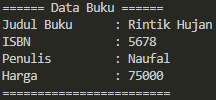 ====== Data Buku ======
Judul Buku    : Rintik Hujan
ISBN          : 5678
Penulis       : Naufal
Harga         : 75000
========================